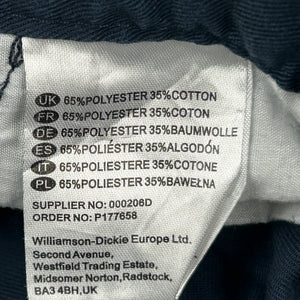 UK 65%POLYESTER 35%COTTON
FR 65%POLYESTER 35%COTON
DE 65%POLYESTER 35%BAUMWOLLE
ES 65%POLIÉSTER 35%ALGODÓN
IT 65%POLIESTERE 35%COTONE
PL 65%POLYESTER 35%BAWEŁNA
SUPPLIER NO: 000206D
ORDER NO: P177658
Williamson-Dickie Europe Ltd.
Second Avenue,
Westfield Trading Estate,
Midsomer Norton,Radstock,
BA3 4BH,UK